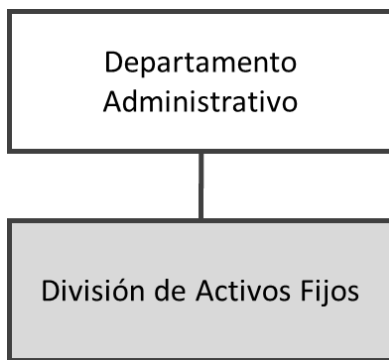 Departamento
Administrativo
División de Activos Fijos